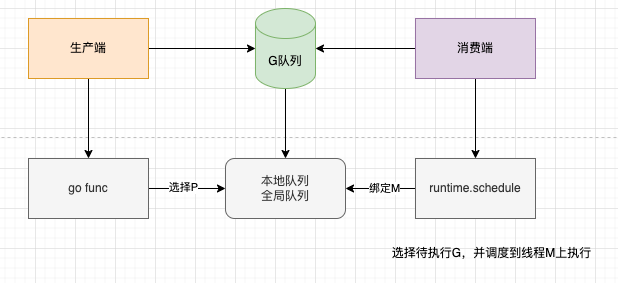 生产端
G队列
消费端
go func
选择P
本地队列
全局队列
绑定M
runtime.schedule
选择待执行G，并调度到线程M上执行